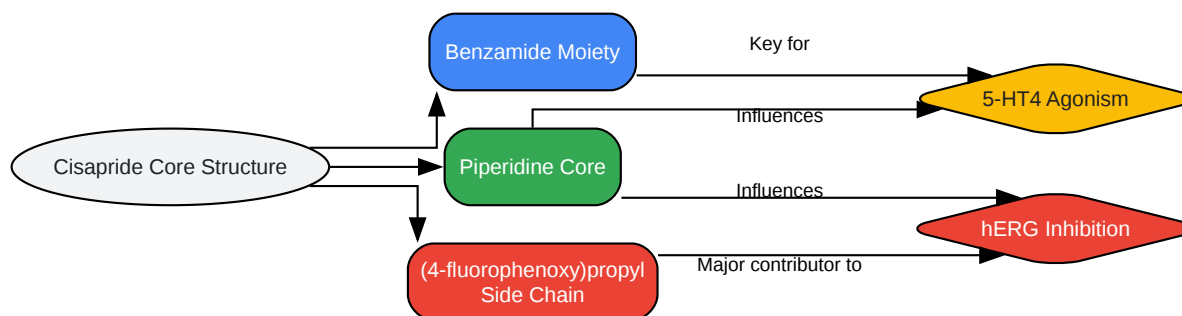 Benzamide Moiety
Key for
5-HT4 Agonism
Cisapride Core Structure
Piperidine Core
Influences
Influences
hERG Inhibition
(4-fluorophenoxy)propyl
Side Chain
Major contributor to